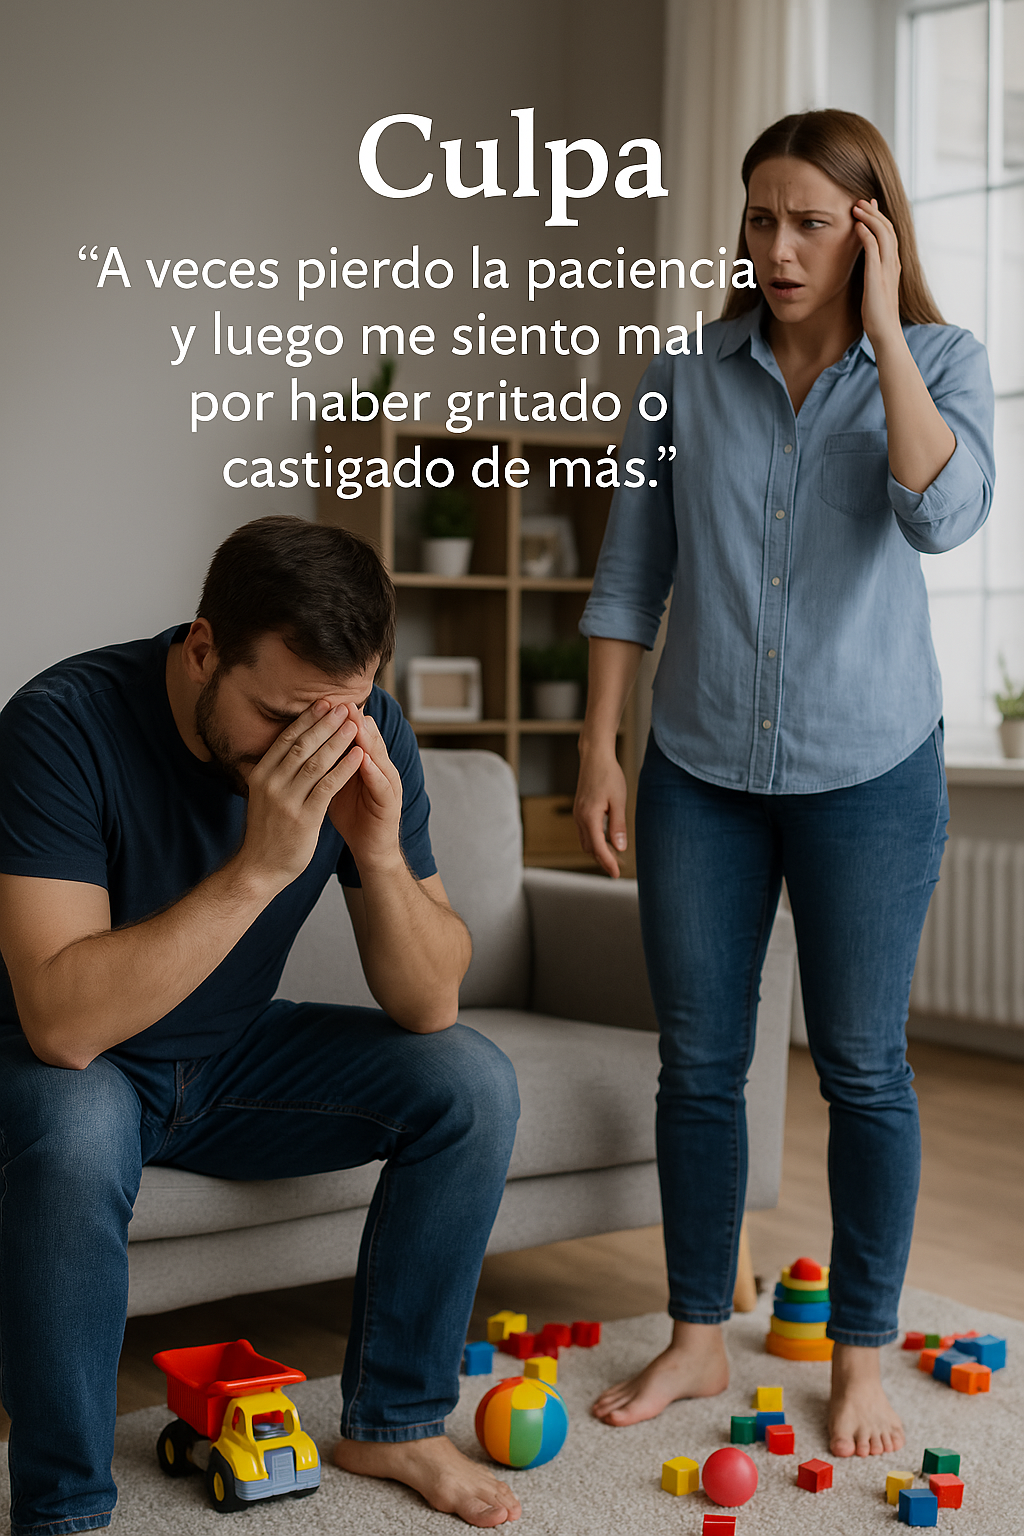 Culpa
“A veces pierdo la paciencia
y luego me siento mal
por haber gritado o
castigado de más.”